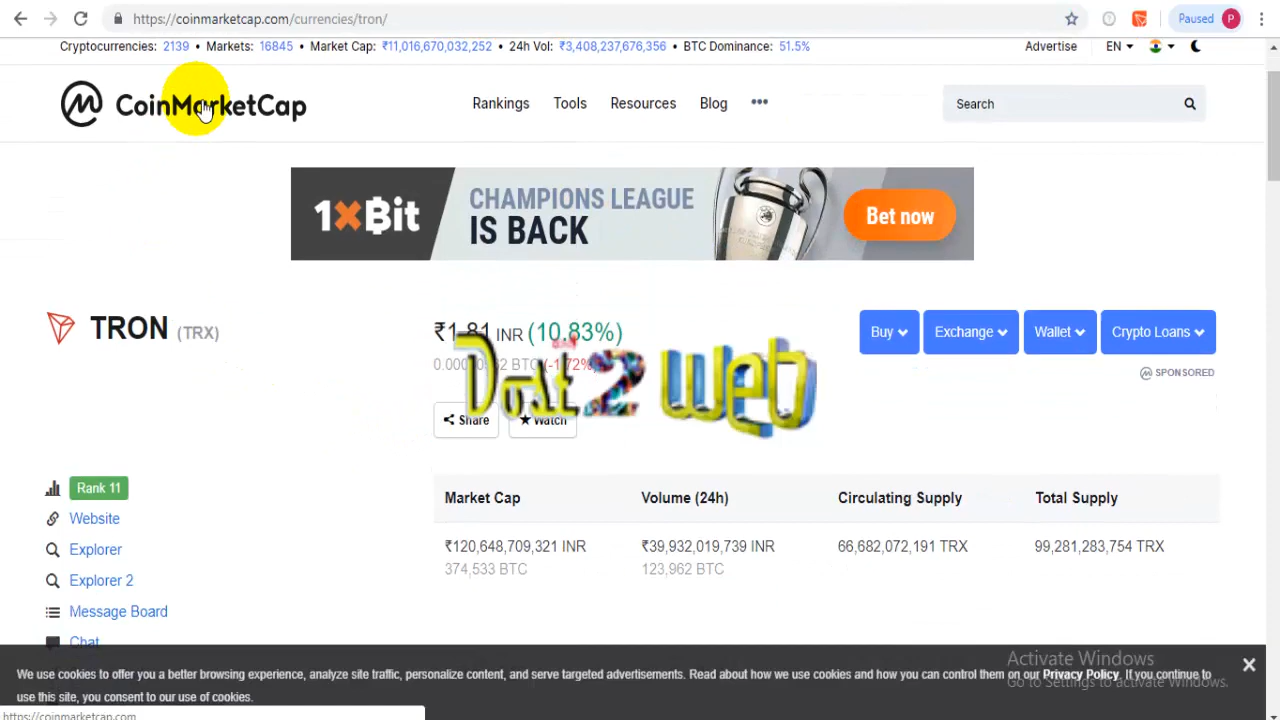 https://coinmarketcap.com/currencies/tron/
Paused P
Cryptocurrencies: 2139 • Markets: 16845 • Market Cap: ₹11,016,670,032,252 • 24h Vol: ₹3,408,237,676,356 • BTC Dominance: 51.5%
Advertise EN
CoinMarketCap
Rankings Tools Resources Blog •••
Search
1XBit CHAMPIONS LEAGUE
IS BACK
Bet now
TRON (TRX)
₹1.81 INR (10.83%)
BTC (-1.72%)
Buy Exchange Wallet Crypto Loans
SPONSORED
Dost 2 web
Share Watch
Rank 11
Website
Explorer
Explorer 2
Message Board
Chat
Market Cap Volume (24h) Circulating Supply Total Supply
₹120,648,709,321 INR ₹39,932,019,739 INR 66,682,072,191 TRX 99,281,283,754 TRX
374,533 BTC 123,962 BTC
We use cookies to offer you a better browsing experience, analyze site traffic, personalize content, and serve targeted advertisements. Read about how we use cookies and how you can control them on our Privacy Policy. If you continue to
use this site, you consent to our use of cookies.
Activate Windows
Go to Settings to activate Windows.
https://coinmarketcap.com